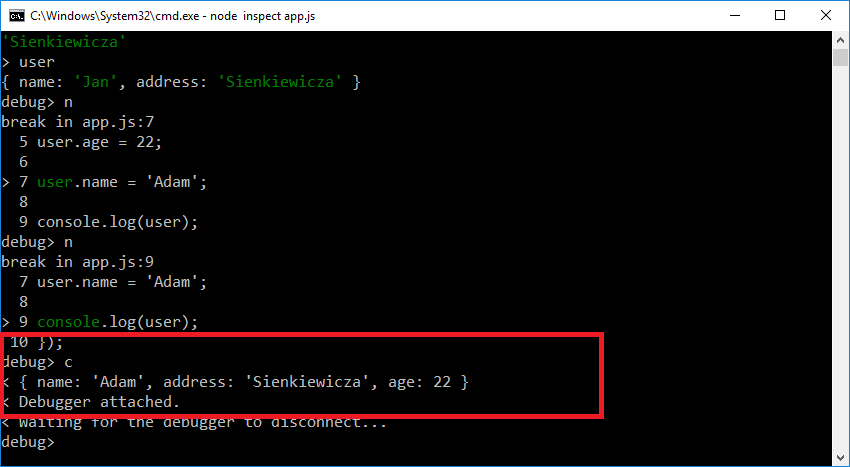 C:\Windows\System32\cmd.exe - node  inspect app.js
'Sienkiewicza'
> user
{ name: 'Jan', address: 'Sienkiewicza' }
debug> n
break in app.js:7
  5 user.age = 22;
  6
> 7 user.name = 'Adam';
  8
  9 console.log(user);
debug> n
break in app.js:9
  7 user.name = 'Adam';
  8
> 9 console.log(user);
 10 });
debug> c
< { name: 'Adam', address: 'Sienkiewicza', age: 22 }
< Debugger attached.
< Waiting for the debugger to disconnect...
debug>